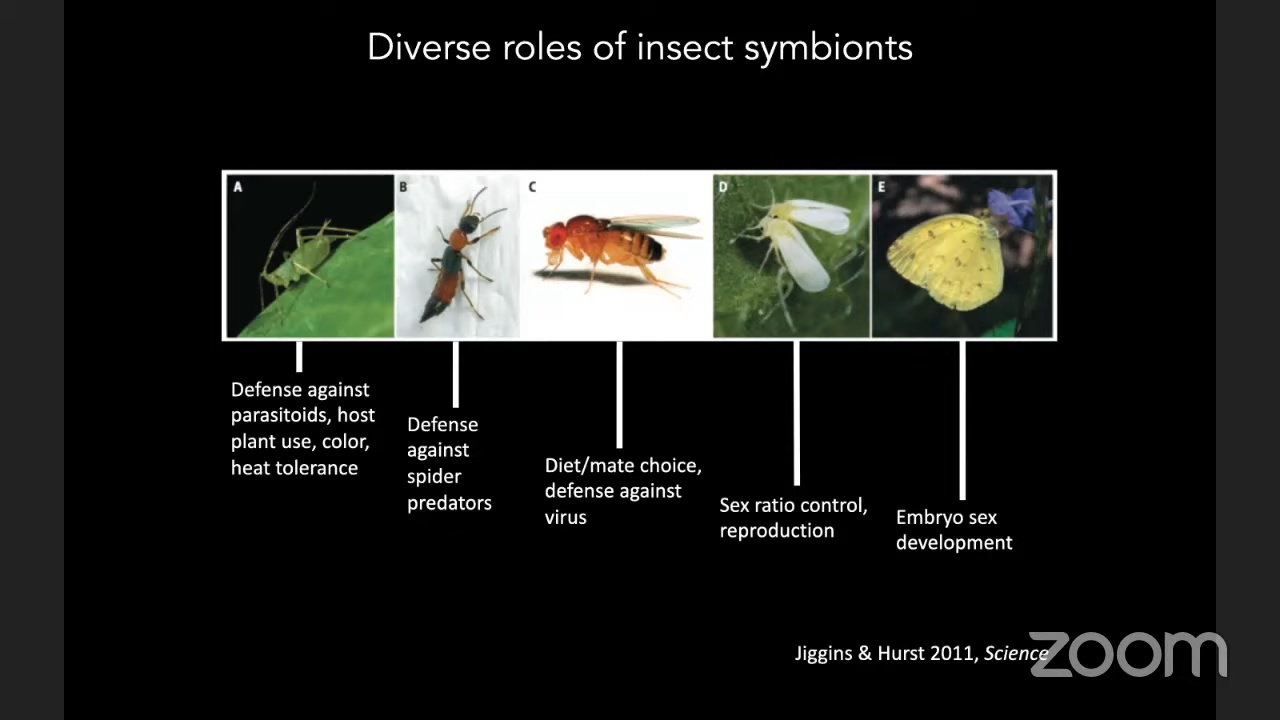 Diverse roles of insect symbionts
A
B
C
D
E
Defense against
parasitoids, host
plant use, color,
heat tolerance
Defense
against
spider
predators
Diet/mate choice,
defense against
virus
Sex ratio control,
reproduction
Embryo sex
development
Jiggins & Hurst 2011, Science
zoom